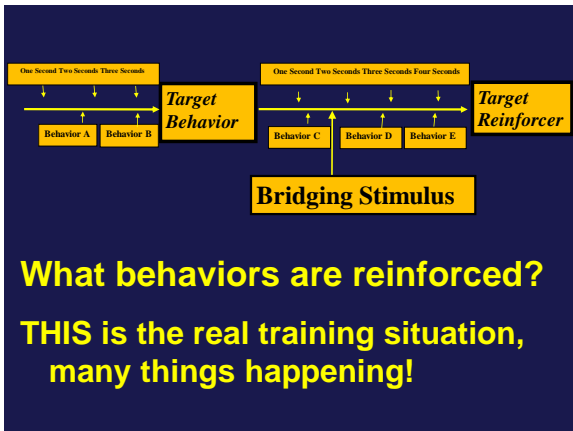 One Second Two Seconds Three Seconds
One Second Two Seconds Three Seconds Four Seconds
Target
Behavior
Target
Reinforcer
Behavior A
Behavior B
Behavior C
Behavior D
Behavior E
Bridging Stimulus
What behaviors are reinforced?
THIS is the real training situation,
many things happening!